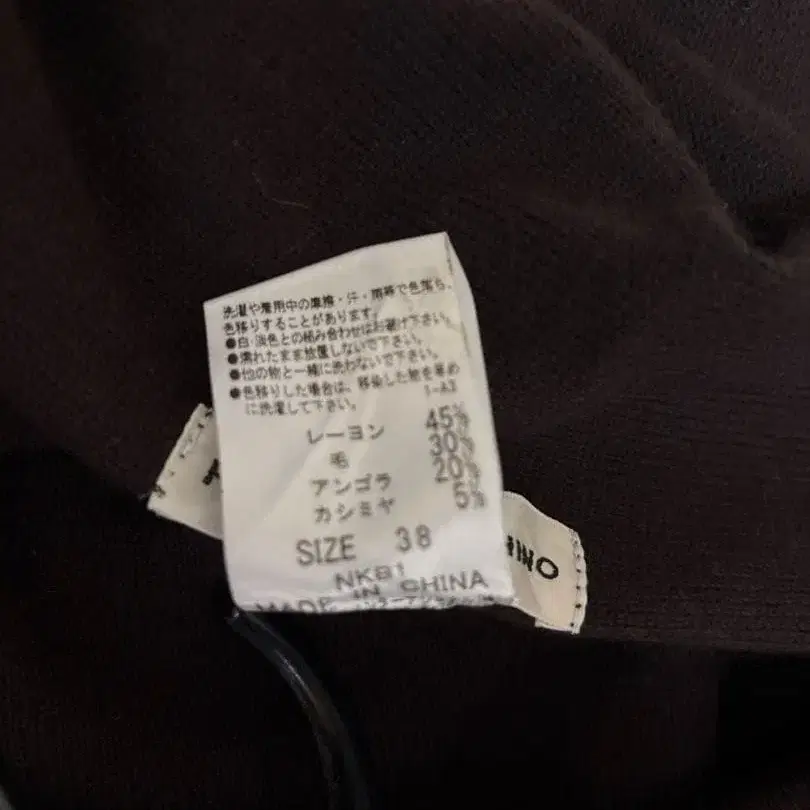 洗濯や着用中の摩擦・汗・雨等で色落ち、
色移りすることがあります。
●白・淡色との組み合わせはお避け下さい。
●濡れたまま放置しないで下さい。
●他の物と一緒に洗わないで下さい。
●色移りした場合は、移染した物を早め
に洗濯して下さい。 1-A3
レーヨン 45%
毛 30%
アンゴラ 20%
カシミヤ 5%
SIZE 38
NKB1
MADE IN CHINA